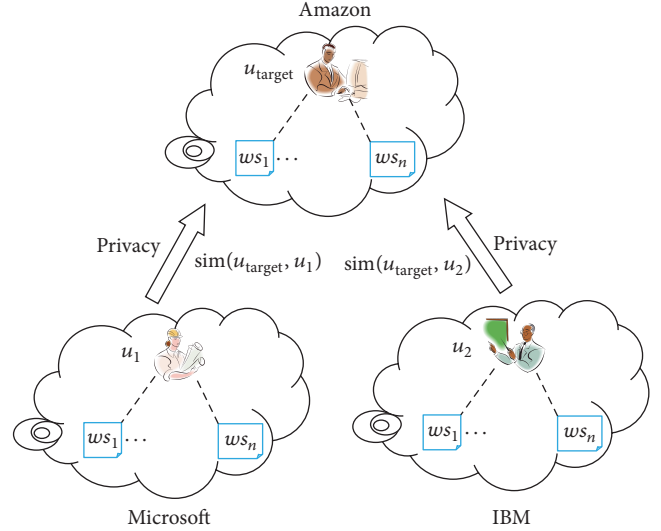 Amazon
u_target
ws_1 ... ws_n
Privacy sim(u_target, u_1) sim(u_target, u_2) Privacy
u_1 u_2
ws_1 ... ws_n ws_1 ... ws_n
Microsoft IBM